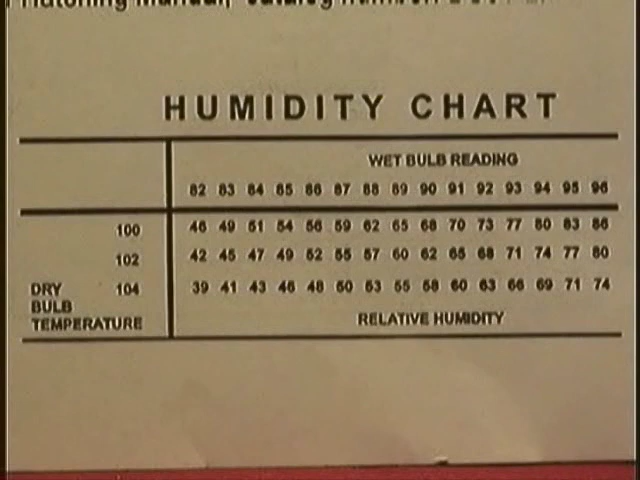 HUMIDITY CHART
WET BULB READING
82 83 84 85 86 87 88 89 90 91 92 93 94 95 96
100 46 49 51 54 56 59 62 65 68 70 73 77 80 83 86
102 42 45 47 49 52 55 57 60 62 65 68 71 74 77 80
DRY 104 39 41 43 46 48 50 53 55 58 60 63 66 69 71 74
BULB
TEMPERATURE RELATIVE HUMIDITY